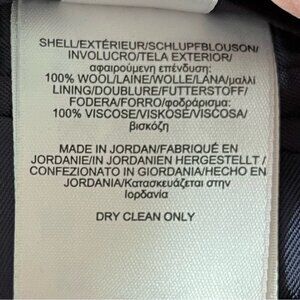 SHELL/EXTÉRIEUR/SCHLUPFBLOUSON/
INVOLUCRO/TELA EXTERIOR/
αφαιρούμενη επένδυση:
100% WOOL/LAINE/WOLLE/LANA/μαλλί
LINING/DOUBLURE/FUTTERSTOFF/
FODERA/FORRO/φοδράρισμα:
100% VISCOSE/VISKOSE/VISCOSA/
βισκόζη
MADE IN JORDAN/FABRIQUÉ EN
JORDANIE/IN JORDANIEN HERGESTELLT /
CONFEZIONATO IN GIORDANIA/HECHO EN
JORDANIA/Κατασκευάζεται στην
Ιορδανία
DRY CLEAN ONLY